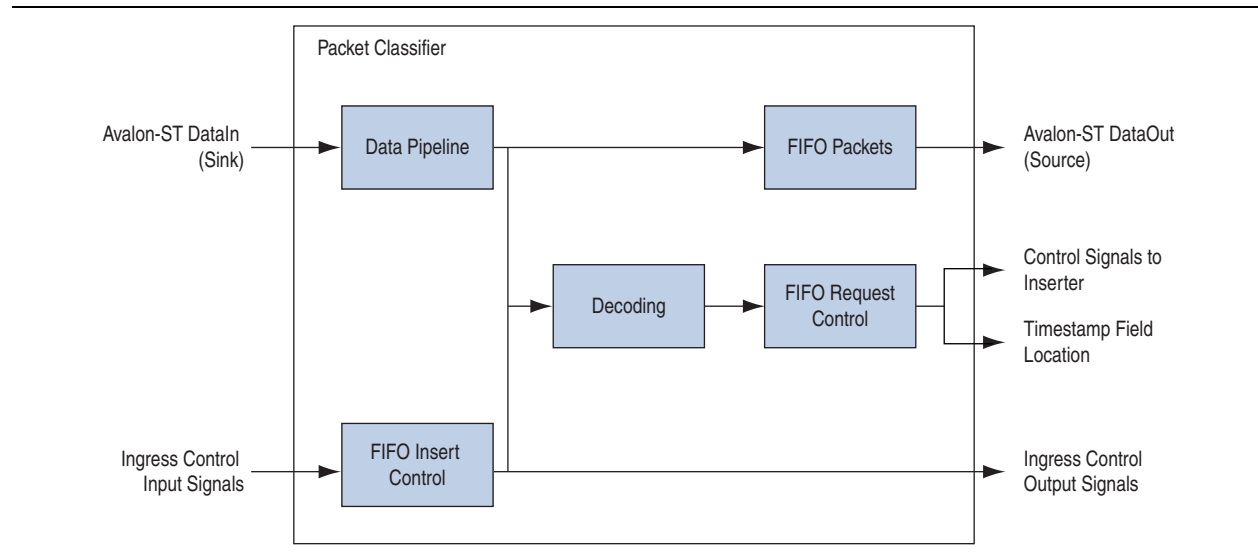 Packet Classifier
Avalon-ST DataIn
(Sink)
Data Pipeline
FIFO Packets
Avalon-ST DataOut
(Source)
Decoding
FIFO Request
Control
Control Signals to
Inserter
Timestamp Field
Location
Ingress Control
Input Signals
FIFO Insert
Control
Ingress Control
Output Signals